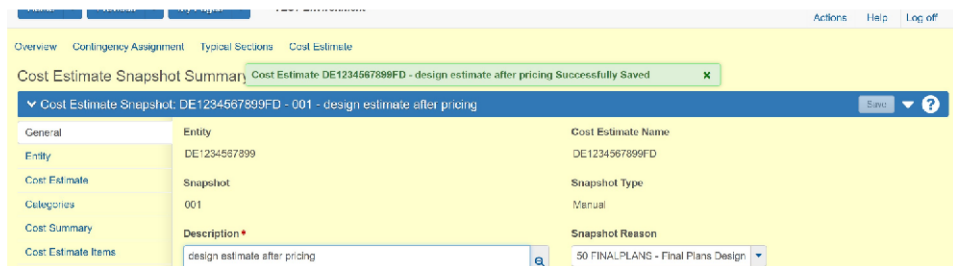 Actions Help Log off
Overview Contingency Assignment Typical Sections Cost Estimate
Cost Estimate Snapshot Summary
Cost Estimate DE1234567899FD - design estimate after pricing Successfully Saved x
Cost Estimate Snapshot: DE1234567899FD - 001 - design estimate after pricing Save ?
General
Entity
Cost Estimate
Categories
Cost Summary
Cost Estimate Items
Entity
DE1234567899
Cost Estimate Name
DE1234567899FD
Snapshot
001
Snapshot Type
Manual
Description *
design estimate after pricing
Snapshot Reason
50 FINALPLANS - Final Plans Design